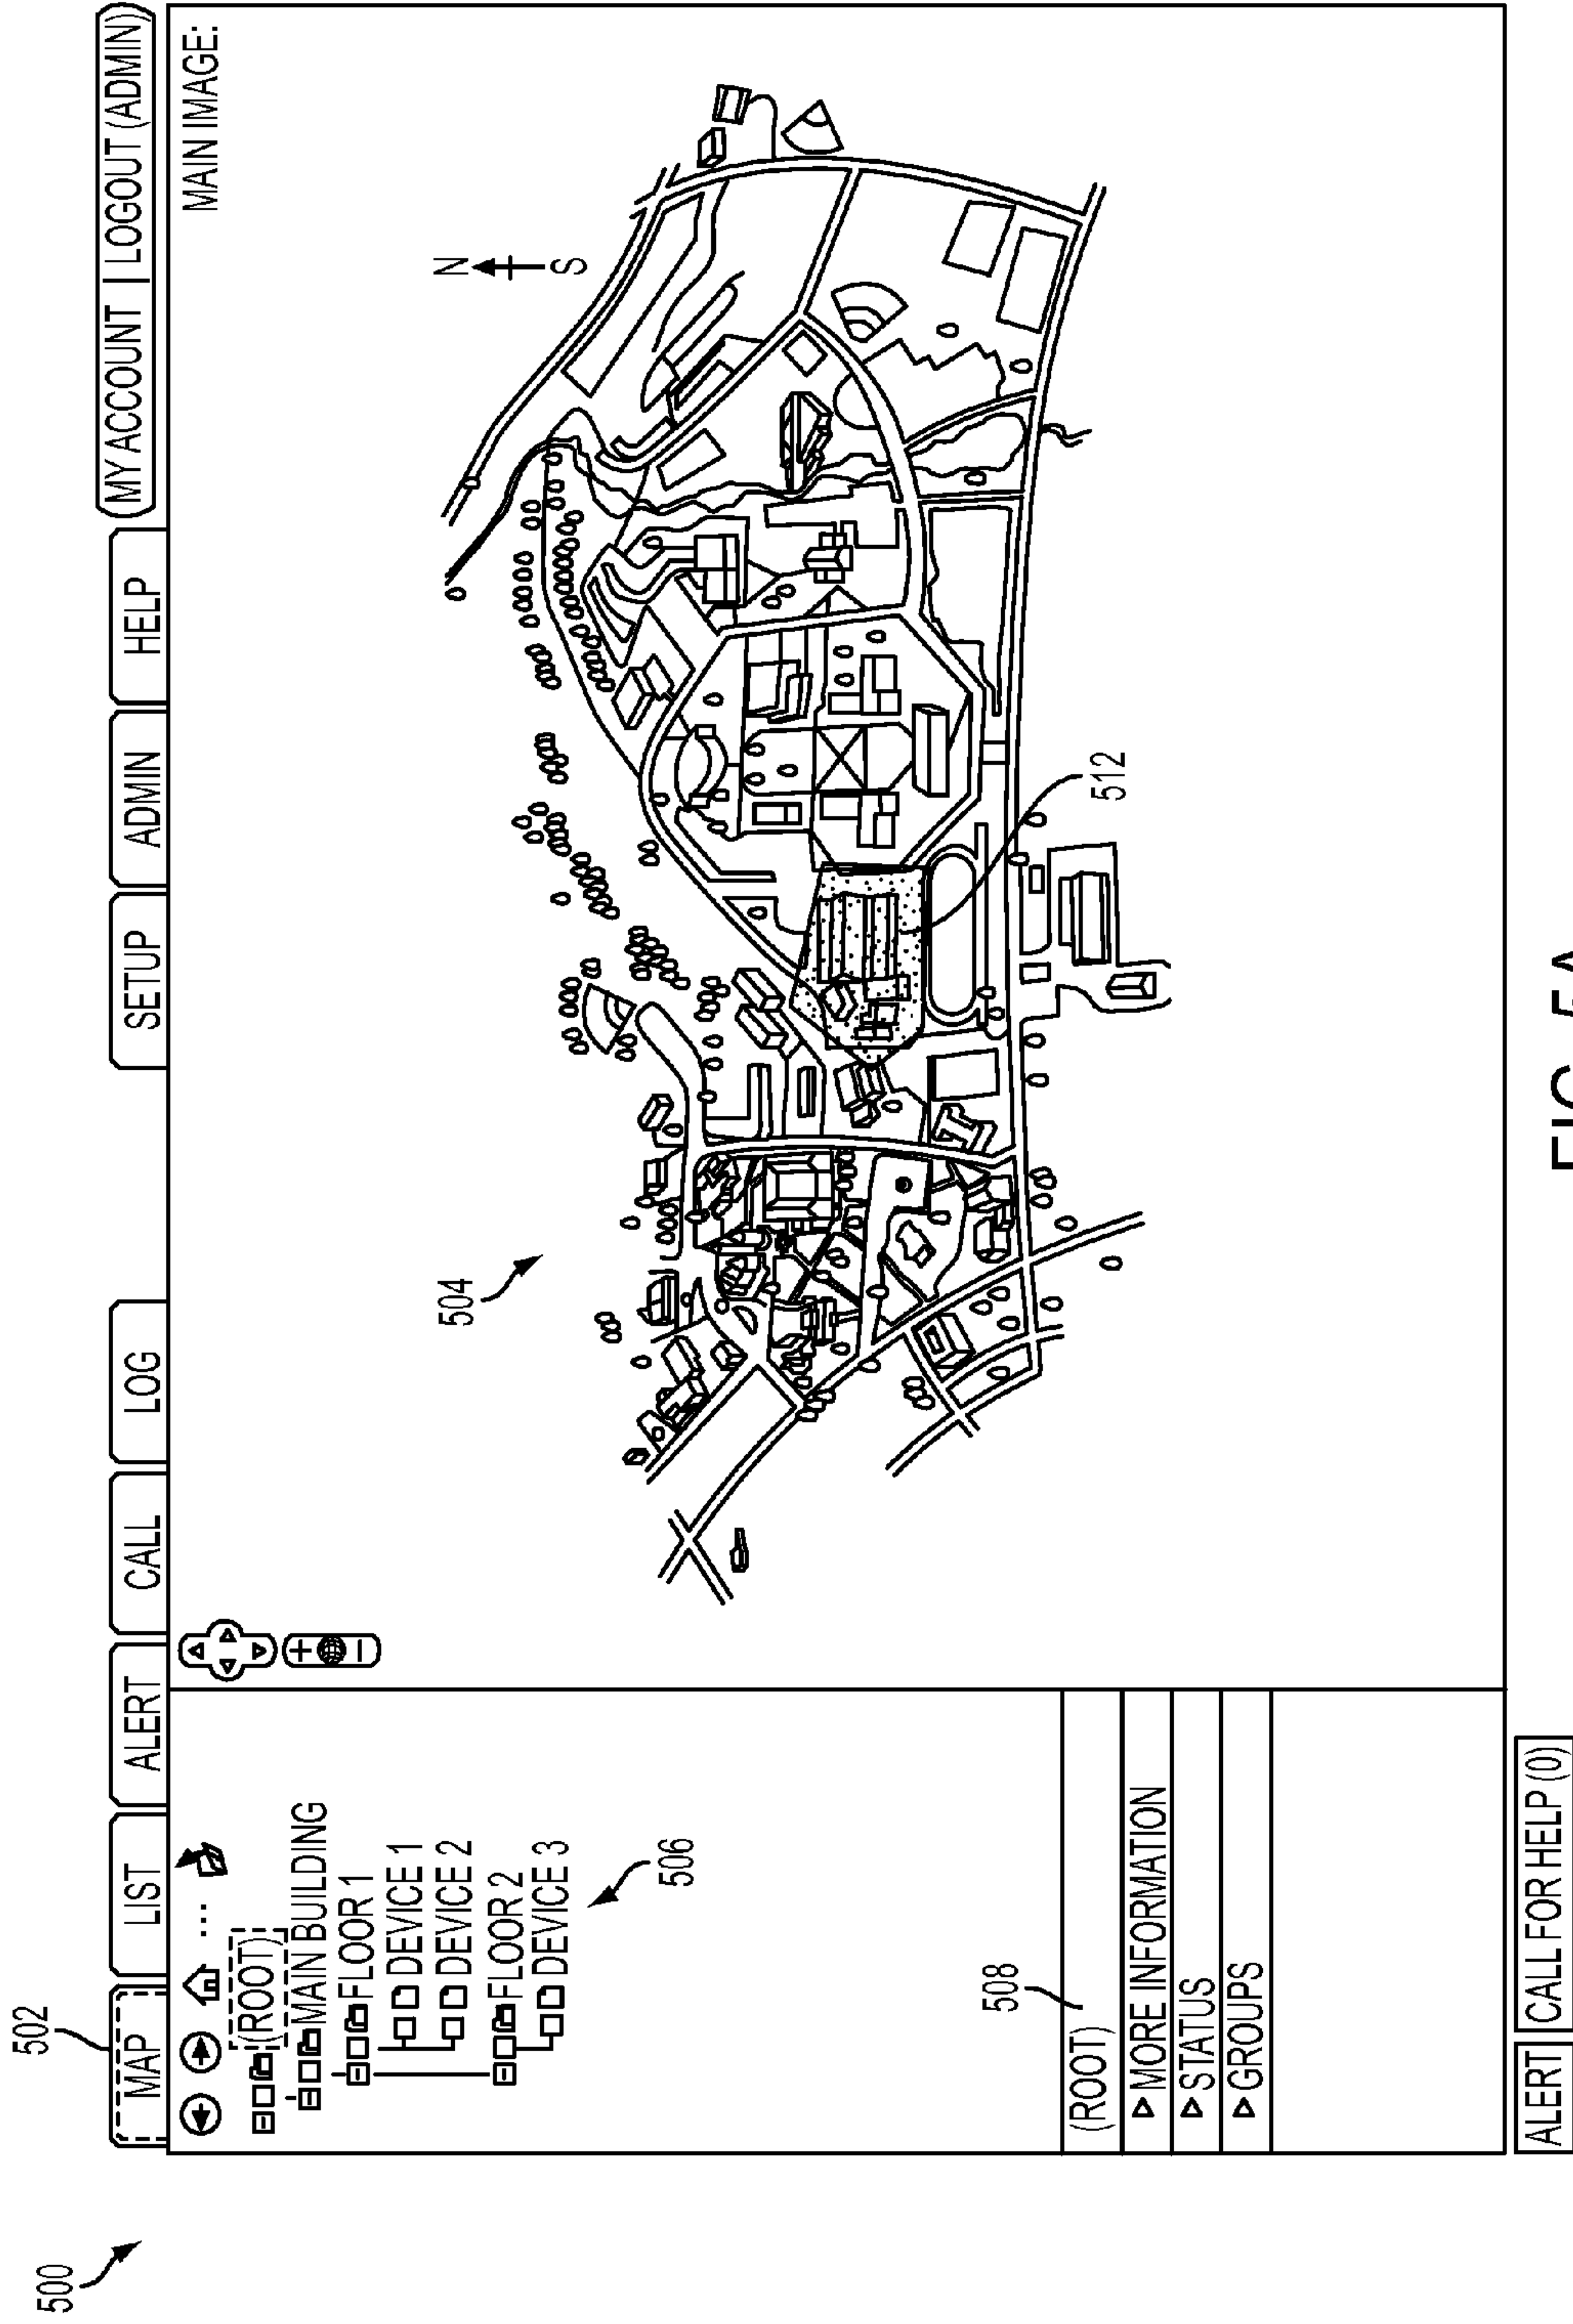 500
502
MAP LIST ALERT CALL LOG SETUP ADMIN HELP MY ACCOUNT | LOGOUT (ADMIN)
...
MAIN IMAGE:
(ROOT)
MAIN BUILDING
FLOOR 1
DEVICE 1
DEVICE 2
FLOOR 2
DEVICE 3
506
504
N
S
512
508
(ROOT)
MORE INFORMATION
STATUS
GROUPS
ALERT CALL FOR HELP (0)
FIG. 5A